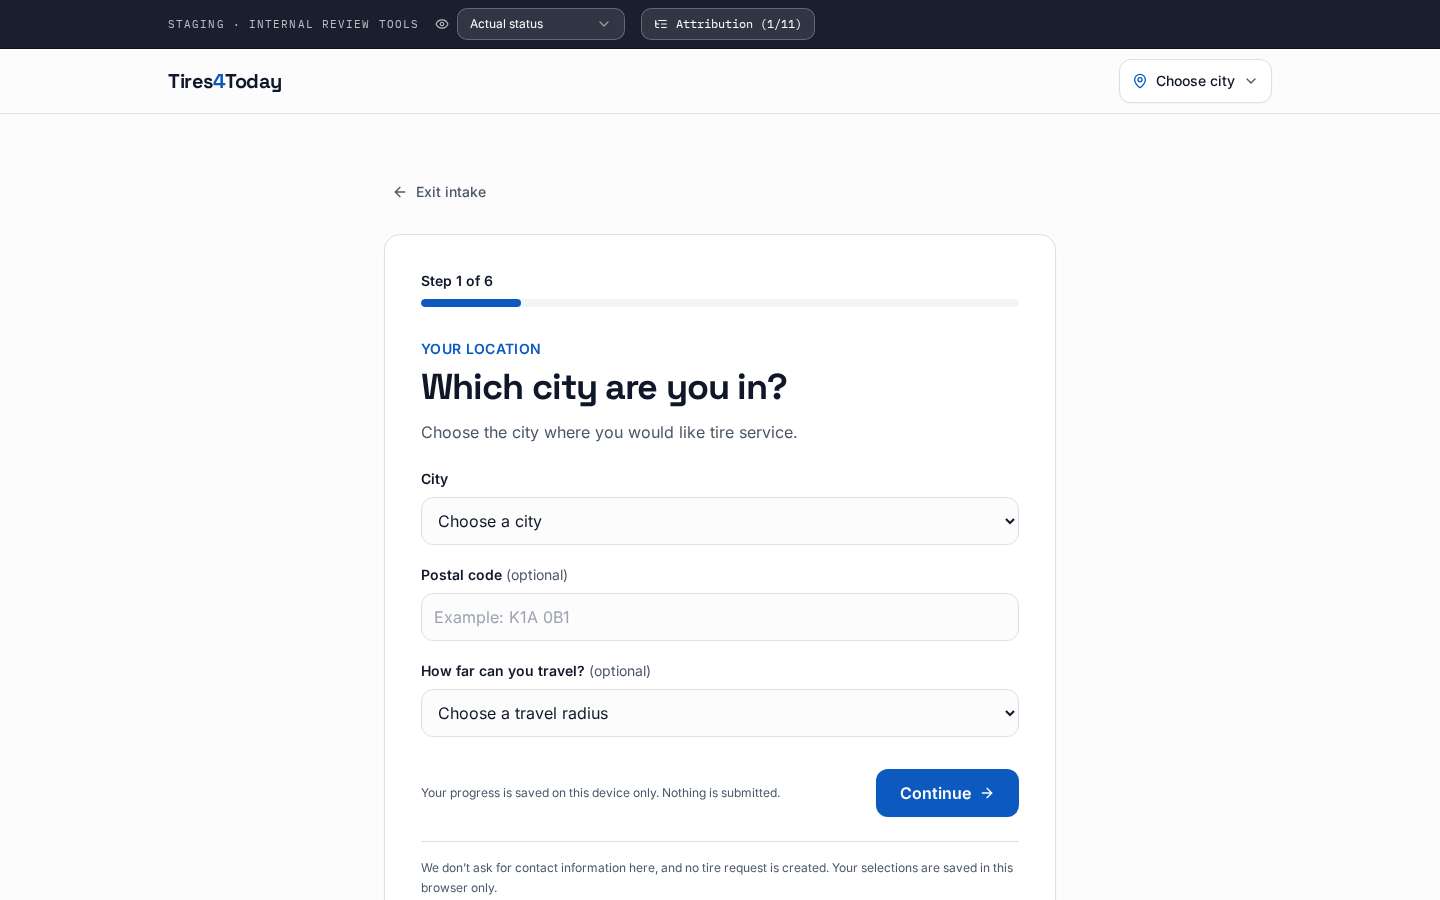 STAGING · INTERNAL REVIEW TOOLS
Actual status
Attribution (1/11)
Tires4Today
Choose city
Exit intake
Step 1 of 6
YOUR LOCATION
Which city are you in?
Choose the city where you would like tire service.
City
Choose a city
Postal code (optional)
Example: K1A 0B1
How far can you travel? (optional)
Choose a travel radius
Your progress is saved on this device only. Nothing is submitted.
Continue
We don’t ask for contact information here, and no tire request is created. Your selections are saved in this
browser only.